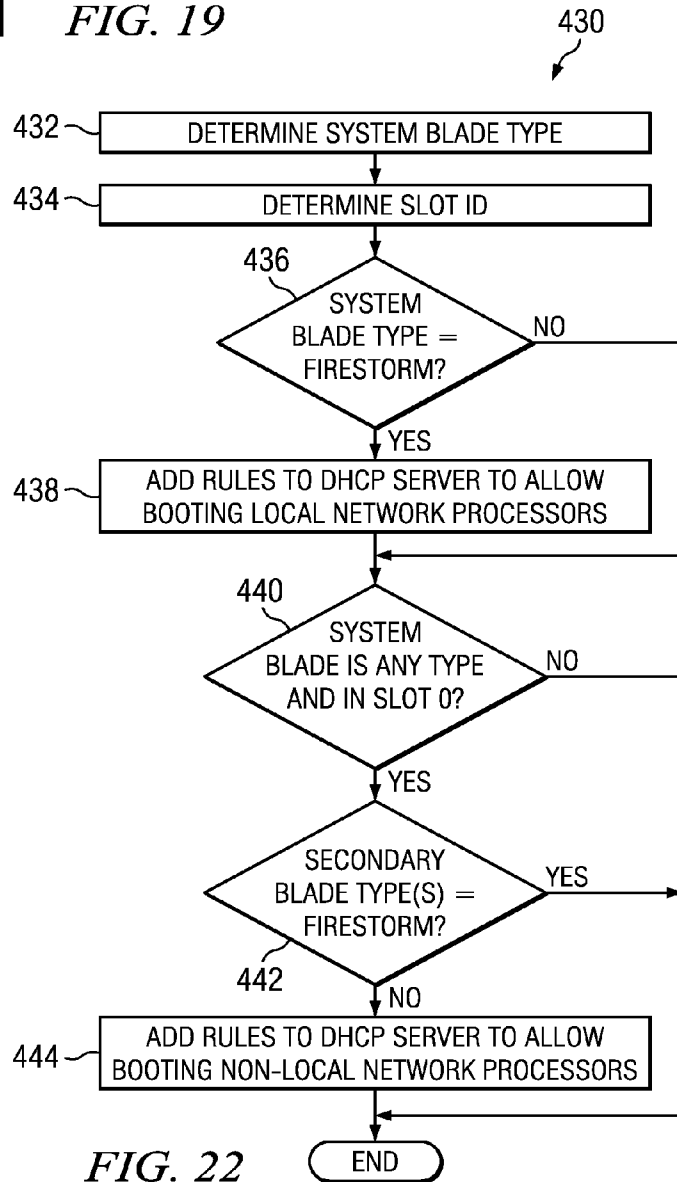 FIG. 19
430
432
DETERMINE SYSTEM BLADE TYPE
434
DETERMINE SLOT ID
436
SYSTEM
BLADE TYPE =
FIRESTORM?
NO
YES
438
ADD RULES TO DHCP SERVER TO ALLOW
BOOTING LOCAL NETWORK PROCESSORS
440
SYSTEM
BLADE IS ANY TYPE
AND IN SLOT 0?
NO
YES
SECONDARY
BLADE TYPE(S) =
FIRESTORM?
YES
442
NO
444
ADD RULES TO DHCP SERVER TO ALLOW
BOOTING NON-LOCAL NETWORK PROCESSORS
END
FIG. 22